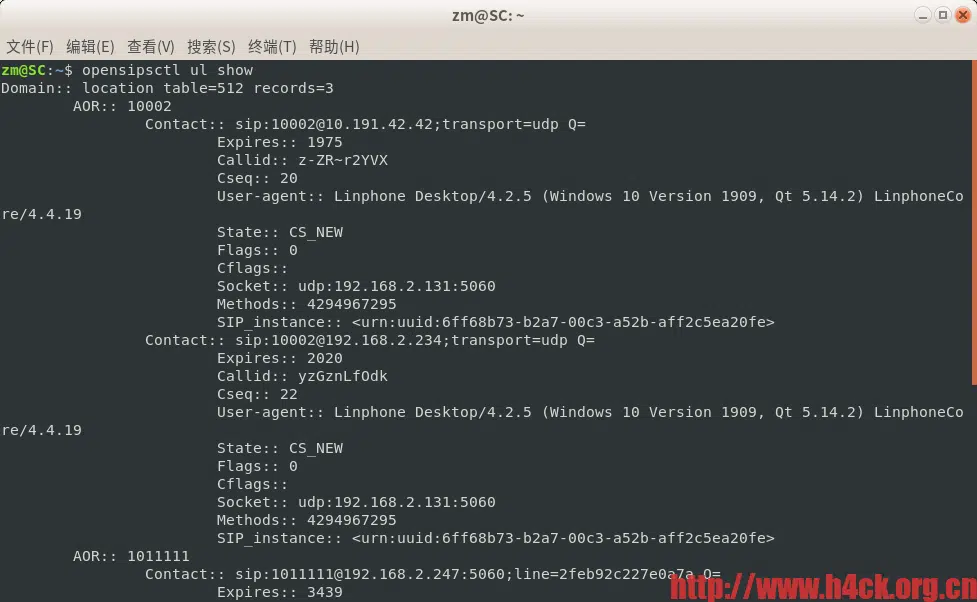 zm@SC: ~
文件(F) 编辑(E) 查看(V) 搜索(S) 终端(T) 帮助(H)
zm@SC:~$ opensipsctl ul show
Domain:: location table=512 records=3
AOR:: 10002
Contact:: sip:10002@10.191.42.42;transport=udp Q=
Expires:: 1975
Callid:: z-ZR~r2YVX
Cseq:: 20
User-agent:: Linphone Desktop/4.2.5 (Windows 10 Version 1909, Qt 5.14.2) LinphoneCo
re/4.4.19
State:: CS_NEW
Flags:: 0
Cflags::
Socket:: udp:192.168.2.131:5060
Methods:: 4294967295
SIP_instance:: <urn:uuid:6ff68b73-b2a7-00c3-a52b-aff2c5ea20fe>
Contact:: sip:10002@192.168.2.234;transport=udp Q=
Expires:: 2020
Callid:: yzGznLfOdk
Cseq:: 22
User-agent:: Linphone Desktop/4.2.5 (Windows 10 Version 1909, Qt 5.14.2) LinphoneCo
re/4.4.19
State:: CS_NEW
Flags:: 0
Cflags::
Socket:: udp:192.168.2.131:5060
Methods:: 4294967295
SIP_instance:: <urn:uuid:6ff68b73-b2a7-00c3-a52b-aff2c5ea20fe>
AOR:: 1011111
Contact:: sip:1011111@192.168.2.247:5060;line=2feb92c227e0a7a Q=
Expires:: 3439
http://www.h4ck.org.cn